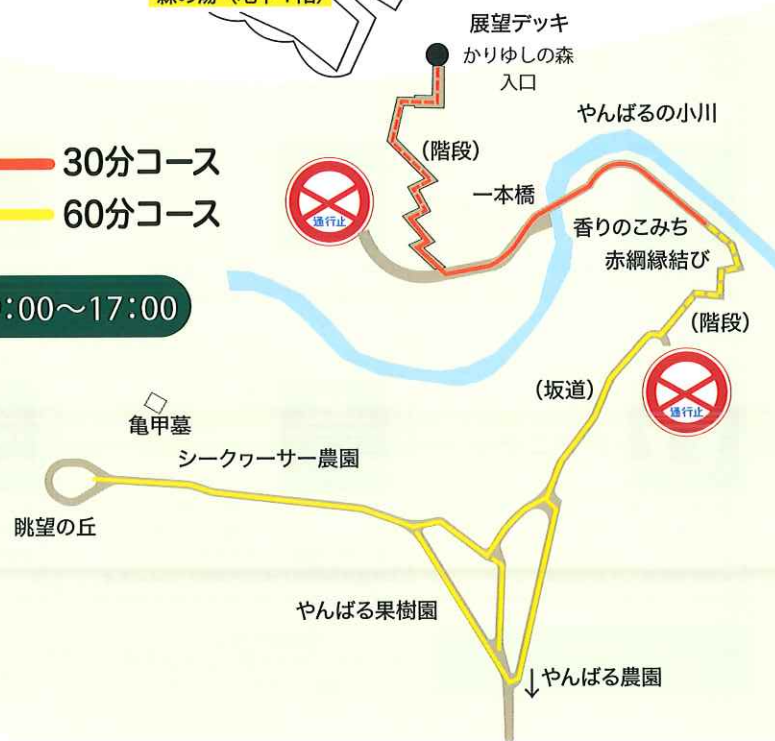 展望デッキ
かりゆしの森
入口
やんばるの小川
30分コース
(階段)
一本橋
通行止
60分コース
香りのこみち
赤綱縁結び
:00～17:00
(階段)
(坂道)
通行止
亀甲墓
シークヮーサー農園
眺望の丘
やんばる果樹園
↓やんばる農園